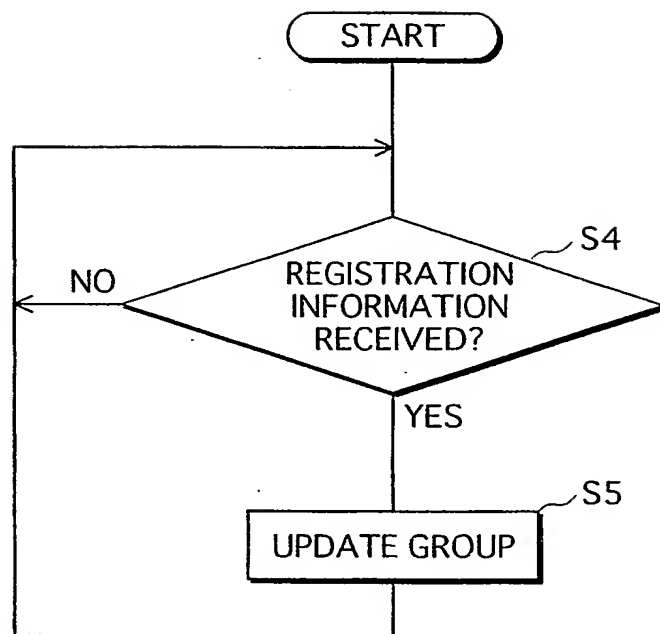 START
S4
REGISTRATION
INFORMATION
RECEIVED?
NO
YES
S5
UPDATE GROUP